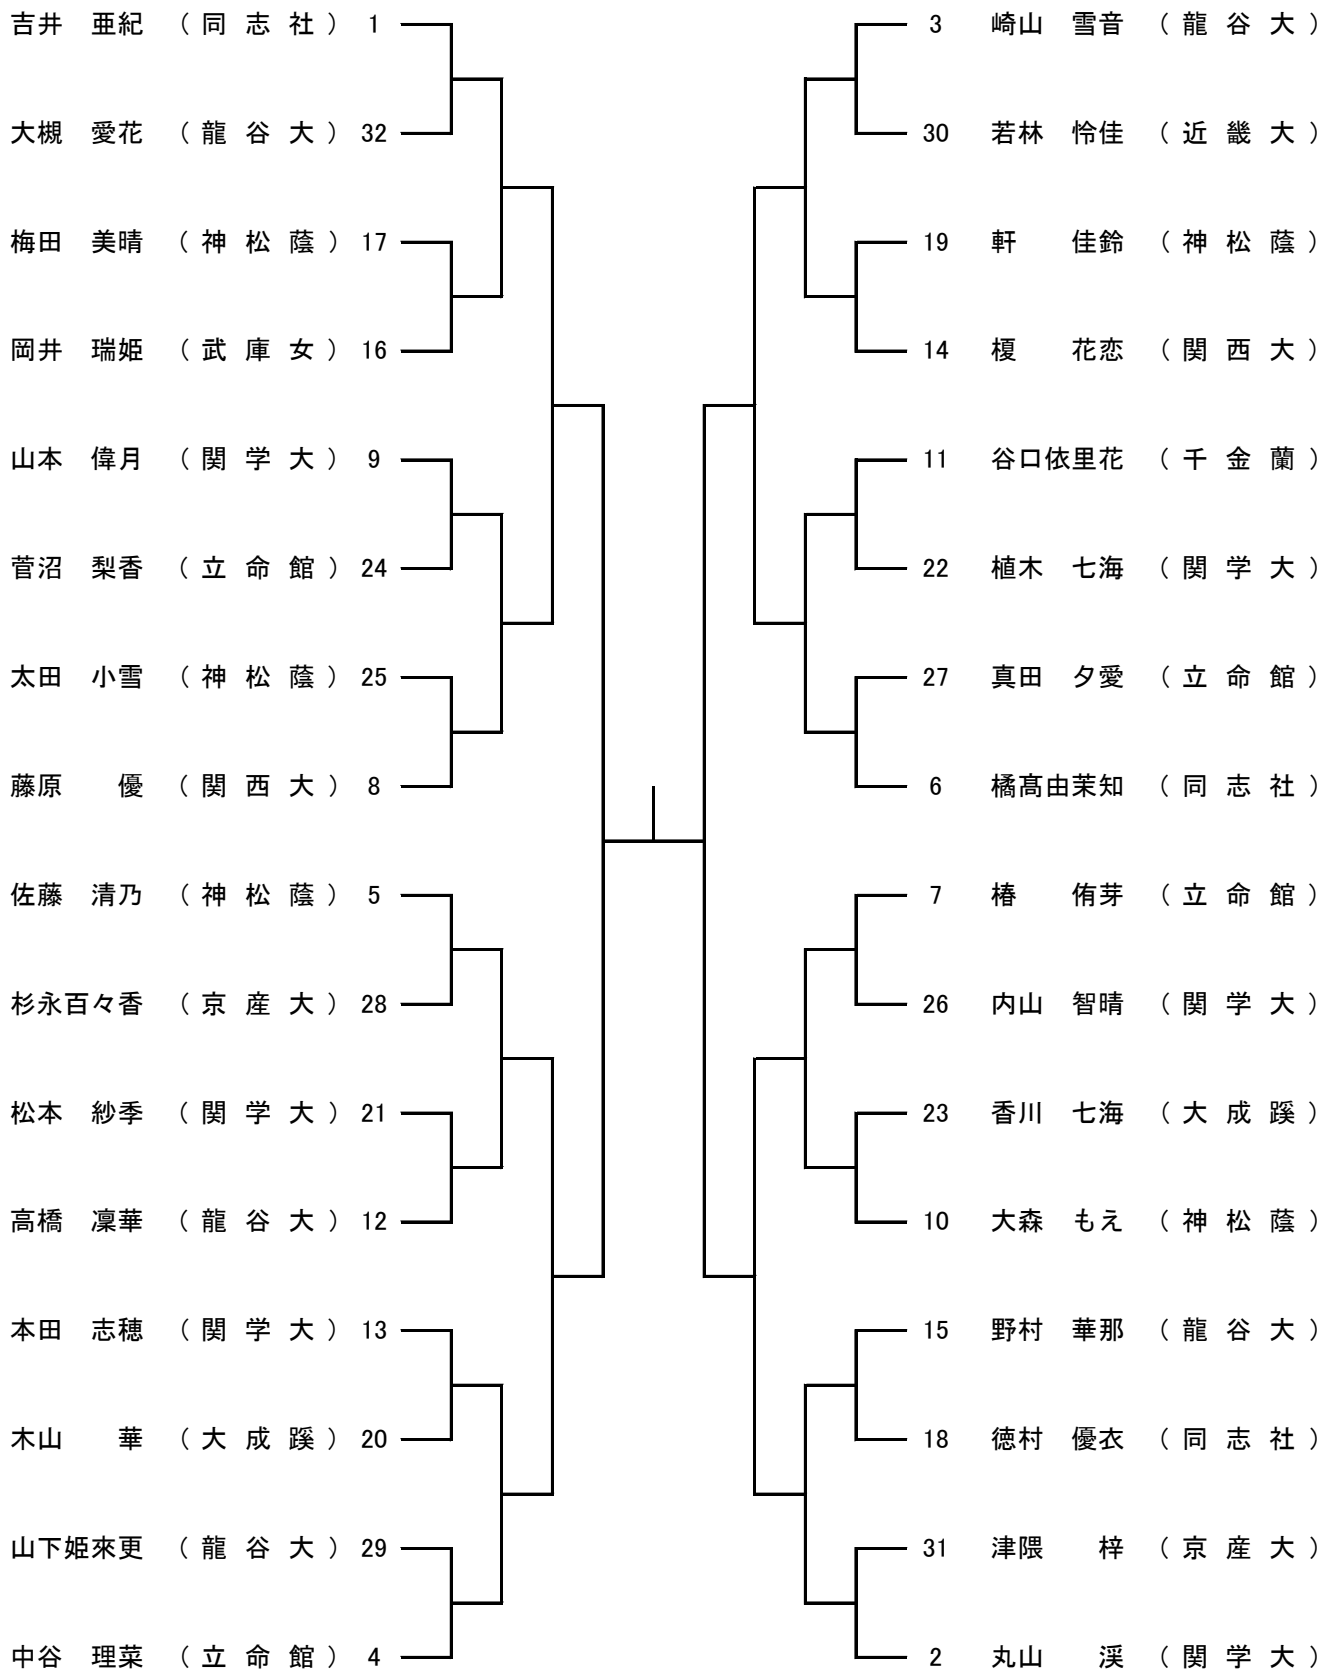 吉井　亜紀　（ 同 志 社 ） 1
大槻　愛花　（ 龍 谷 大 ） 32
梅田　美晴　（ 神 松 蔭 ） 17
岡井　瑞姫　（ 武 庫 女 ） 16
山本　偉月　（ 関 学 大 ） 9
菅沼　梨香　（ 立 命 館 ） 24
太田　小雪　（ 神 松 蔭 ） 25
藤原　　優　（ 関 西 大 ） 8
佐藤　清乃　（ 神 松 蔭 ） 5
杉永百々香　（ 京 産 大 ） 28
松本　紗季　（ 関 学 大 ） 21
高橋　凜華　（ 龍 谷 大 ） 12
本田　志穂　（ 関 学 大 ） 13
木山　　華　（ 大 成 蹊 ） 20
山下姫來更　（ 龍 谷 大 ） 29
中谷　理菜　（ 立 命 館 ） 4
3　崎山　雪音　（ 龍 谷 大 ）
30　若林　怜佳　（ 近 畿 大 ）
19　軒　　佳鈴　（ 神 松 蔭 ）
14　榎　　花恋　（ 関 西 大 ）
11　谷口依里花　（ 千 金 蘭 ）
22　植木　七海　（ 関 学 大 ）
27　真田　夕愛　（ 立 命 館 ）
6　橘髙由茉知　（ 同 志 社 ）
7　椿　　侑芽　（ 立 命 館 ）
26　内山　智晴　（ 関 学 大 ）
23　香川　七海　（ 大 成 蹊 ）
10　大森　もえ　（ 神 松 蔭 ）
15　野村　華那　（ 龍 谷 大 ）
18　徳村　優衣　（ 同 志 社 ）
31　津隈　　梓　（ 京 産 大 ）
2　丸山　　渓　（ 関 学 大 ）